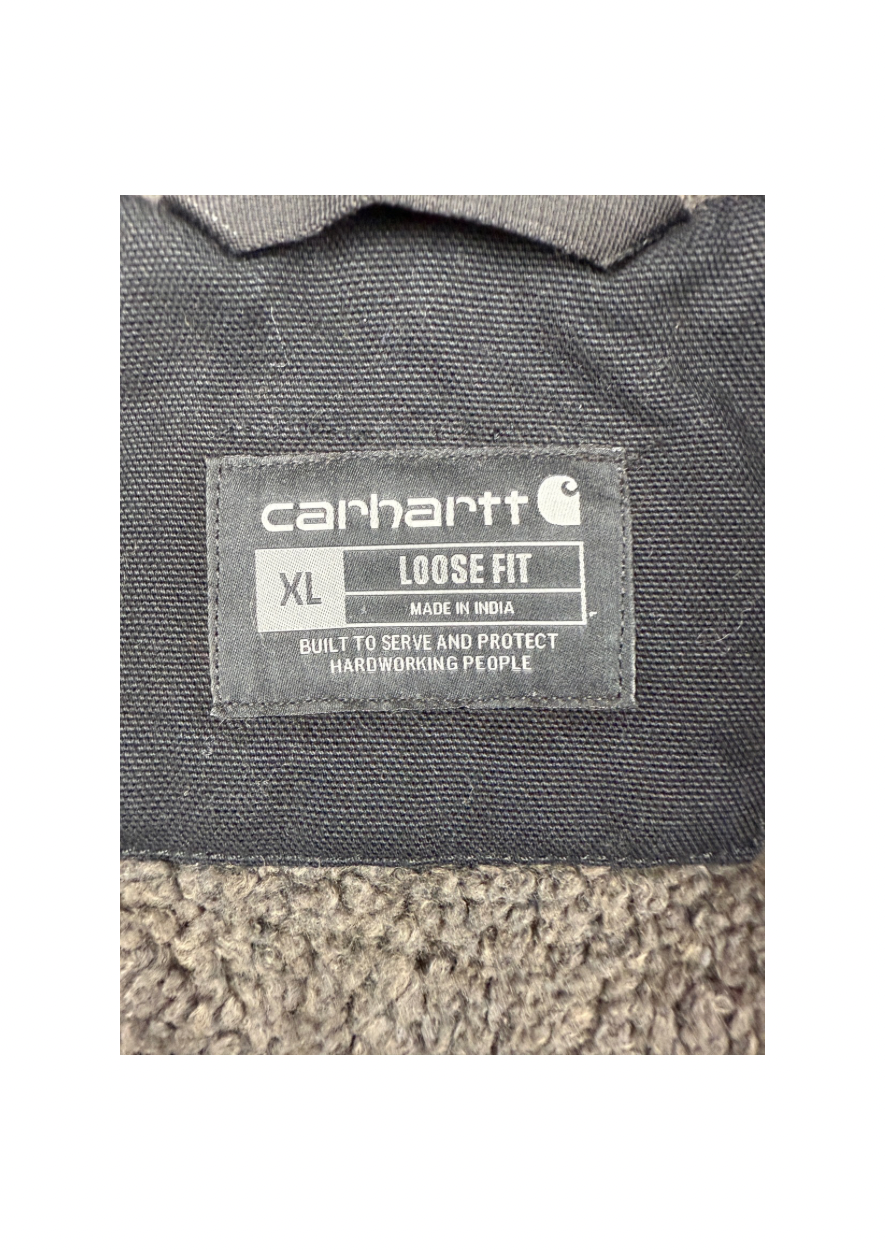 carhartt
XL
LOOSE FIT
MADE IN INDIA
BUILT TO SERVE AND PROTECT
HARDWORKING PEOPLE